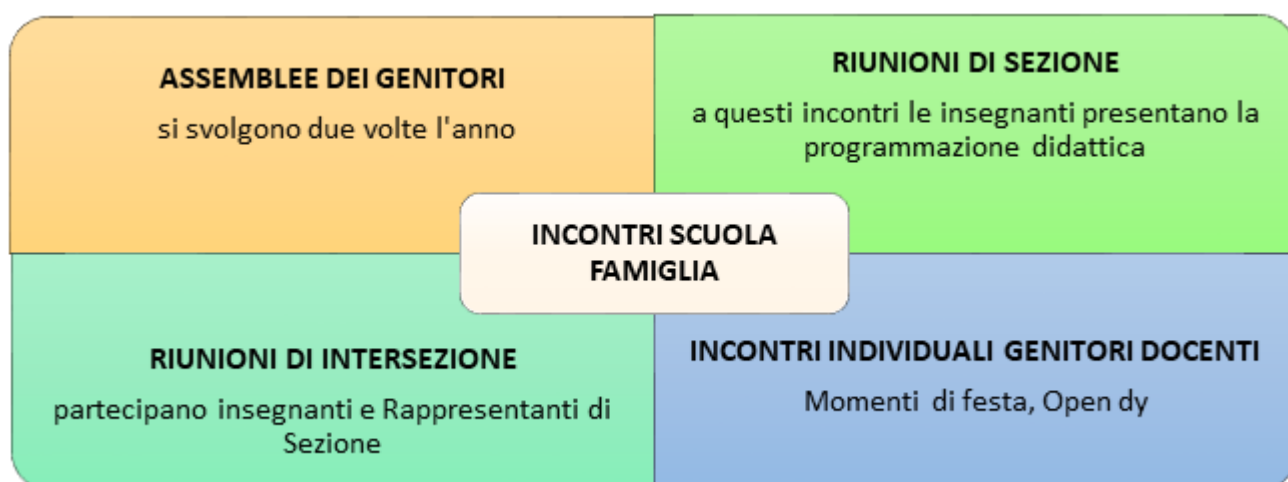 ASSEMBLEE DEI GENITORI
si svolgono due volte l'anno
RIUNIONI DI SEZIONE
a questi incontri le insegnanti presentano la
programmazione didattica
INCONTRI SCUOLA
FAMIGLIA
RIUNIONI DI INTERSEZIONE
partecipano insegnanti e Rappresentanti di
Sezione
INCONTRI INDIVIDUALI GENITORI DOCENTI
Momenti di festa, Open dy